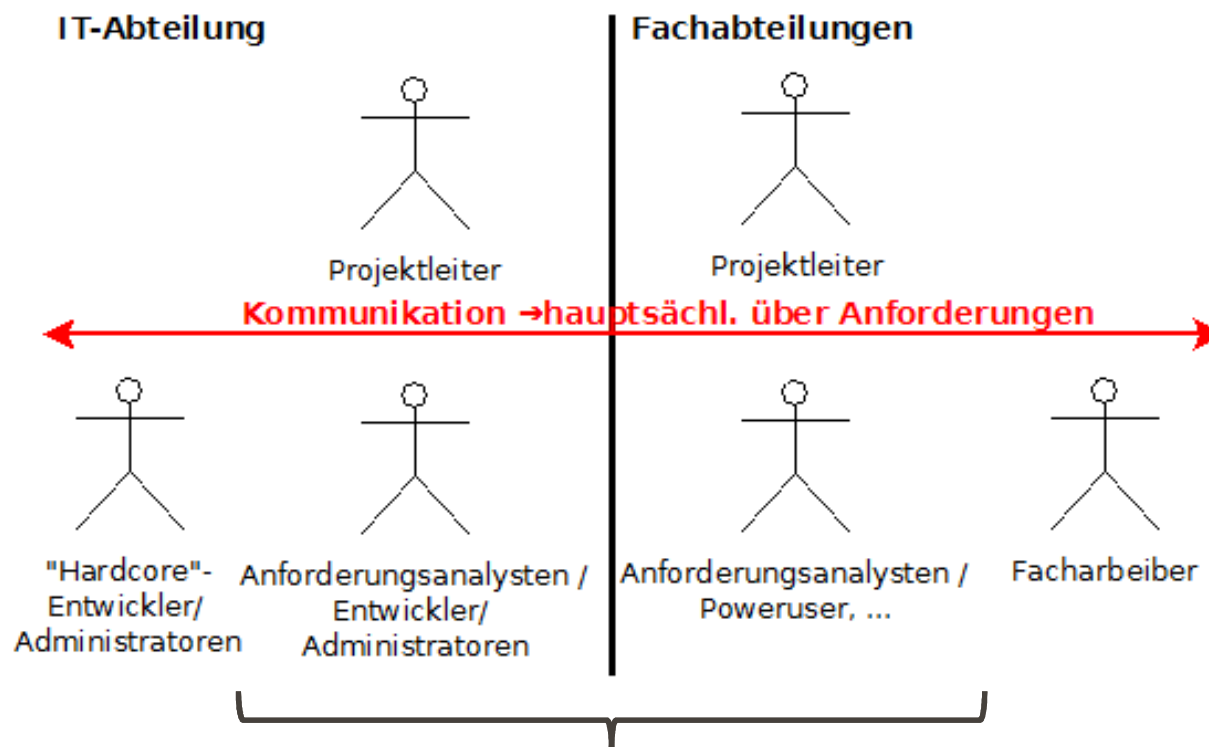 IT-Abteilung
Fachabteilungen
Projektleiter
Projektleiter
Kommunikation ➔hauptsächl. über Anforderungen
"Hardcore"-
Entwickler/
Administratoren
Anforderungsanalysten /
Entwickler/
Administratoren
Anforderungsanalysten /
Poweruser, ...
Facharbeiber